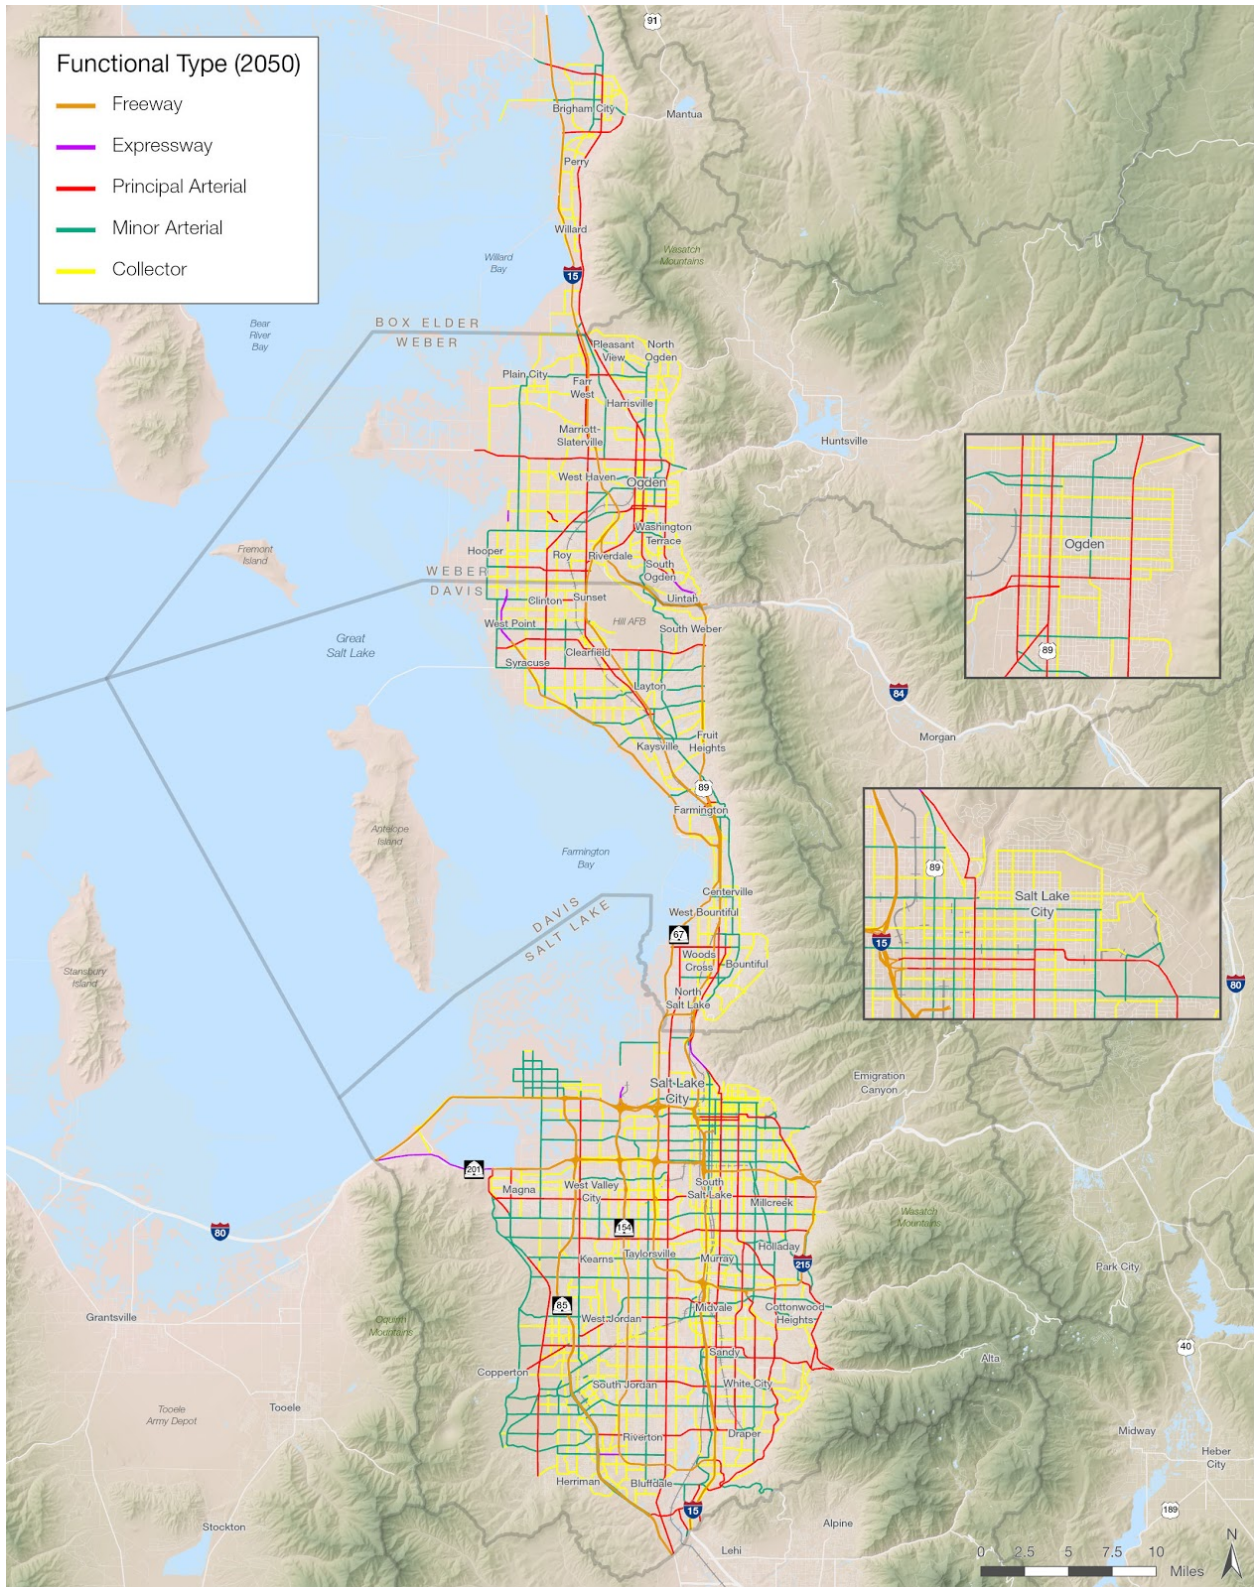 Functional Type (2050)
Freeway
Expressway
Principal Arterial
Minor Arterial
Collector
91
Brigham City
Mantua
Perry
Willard
Willard
Bay
Wasatch
Mountains
15
Bear
River
Bay
BOX ELDER
WEBER
Pleasant
View
North
Ogden
Plain City
Farr
West
Harrisville
Marriott-
Slaterville
Huntsville
West Haven
Ogden
Washington
Terrace
Hooper
Roy
Riverdale
South
Ogden
Fremont
Island
WEBER
DAVIS
Clinton
Sunset
Uintah
West Point
Hill AFB
South Weber
Great
Salt Lake
Syracuse
Clearfield
Layton
Ogden
89
84
Morgan
Fruit
Heights
Kaysville
89
Farmington
Antelope
Island
Farmington
Bay
Centerville
West Bountiful
67
DAVIS
SALT LAKE
Woods
Cross
Bountiful
North
Salt Lake
Stansbury
Island
89
Salt Lake
City
15
80
Emigration
Canyon
Salt Lake
City
201
Magna
West Valley
City
South
Salt Lake
Millcreek
Wasatch
Mountains
80
154
Kearns
Taylorsville
Murray
Holladay
215
Park City
85
Midvale
Cottonwood
Heights
West Jordan
Grantsville
Oquirrh
Mountains
Sandy
40
Alta
Copperton
South Jordan
White City
Tooele
Army Depot
Tooele
Riverton
Draper
Midway
Heber
City
Herriman
Bluffdale
15
189
Stockton
Alpine
Lehi
N
0 2.5 5 7.5 10
Miles